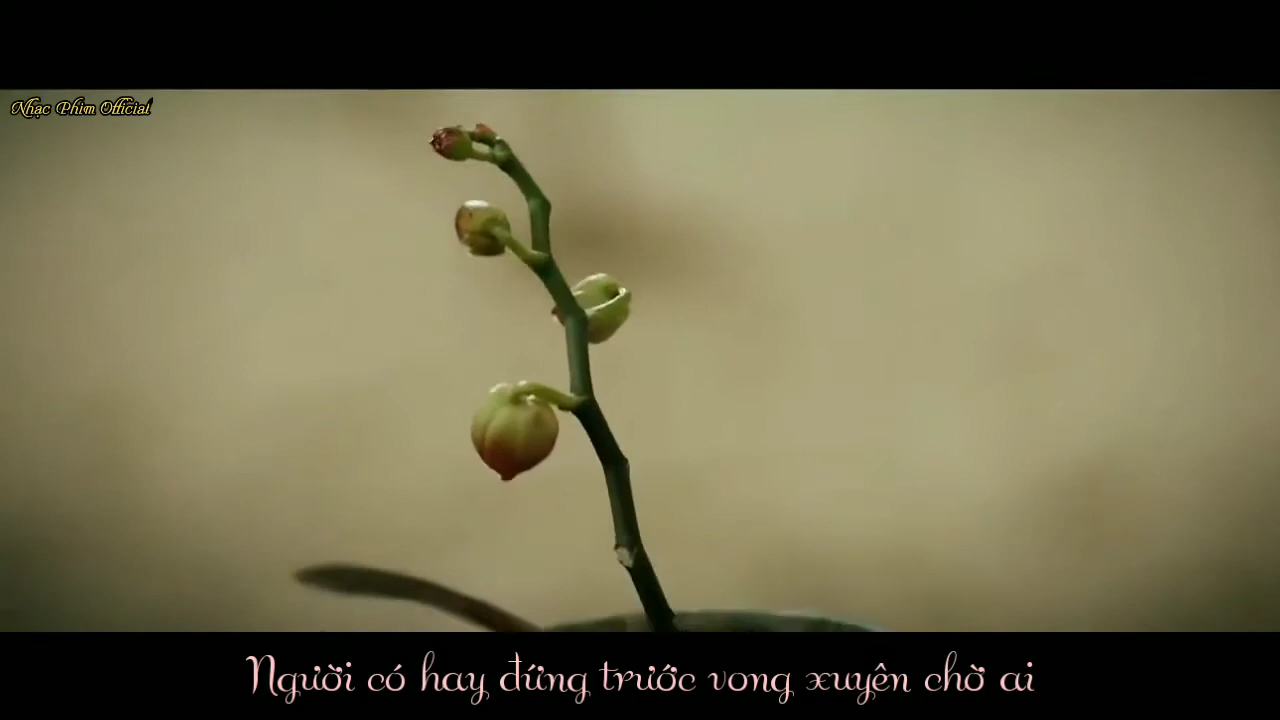 Nhạc Phim Official
Người có hay đứng trước vong xuyên chờ ai